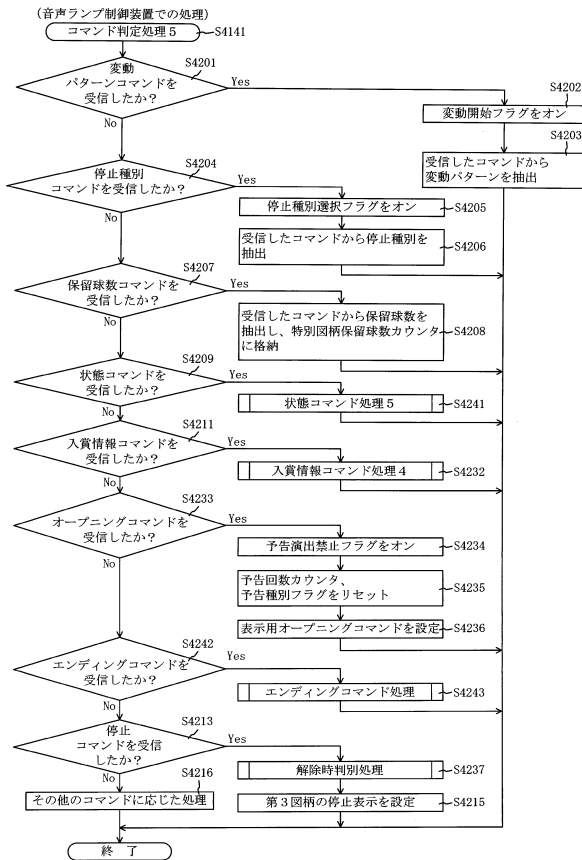 (音声ランプ制御装置での処理)
コマンド判定処理5
S4141
変動
パターンコマンドを
受信したか?
S4201
Yes
No
S4202
変動開始フラグをオン
S4203
受信したコマンドから
変動パターンを抽出
停止種別
コマンドを受信したか?
S4204
Yes
No
停止種別選択フラグをオン
S4205
受信したコマンドから停止種別を
抽出
S4206
保留球数コマンドを
受信したか?
S4207
Yes
No
受信したコマンドから保留球数を
抽出し、特別図柄保留球数カウンタ
に格納
S4208
状態コマンドを
受信したか?
S4209
Yes
No
状態コマンド処理5
S4241
入賞情報コマンドを
受信したか?
S4211
Yes
No
入賞情報コマンド処理4
S4232
オープニングコマンドを
受信したか?
S4233
Yes
No
予告演出禁止フラグをオン
S4234
予告回数カウンタ、
予告種別フラグをリセット
S4235
表示用オープニングコマンドを設定
S4236
エンディングコマンドを
受信したか?
S4242
Yes
No
エンディングコマンド処理
S4243
停止
コマンドを受信
したか?
S4213
Yes
No
解除時判別処理
S4237
S4216
その他のコマンドに応じた処理
第3図柄の停止表示を設定
S4215
終 了